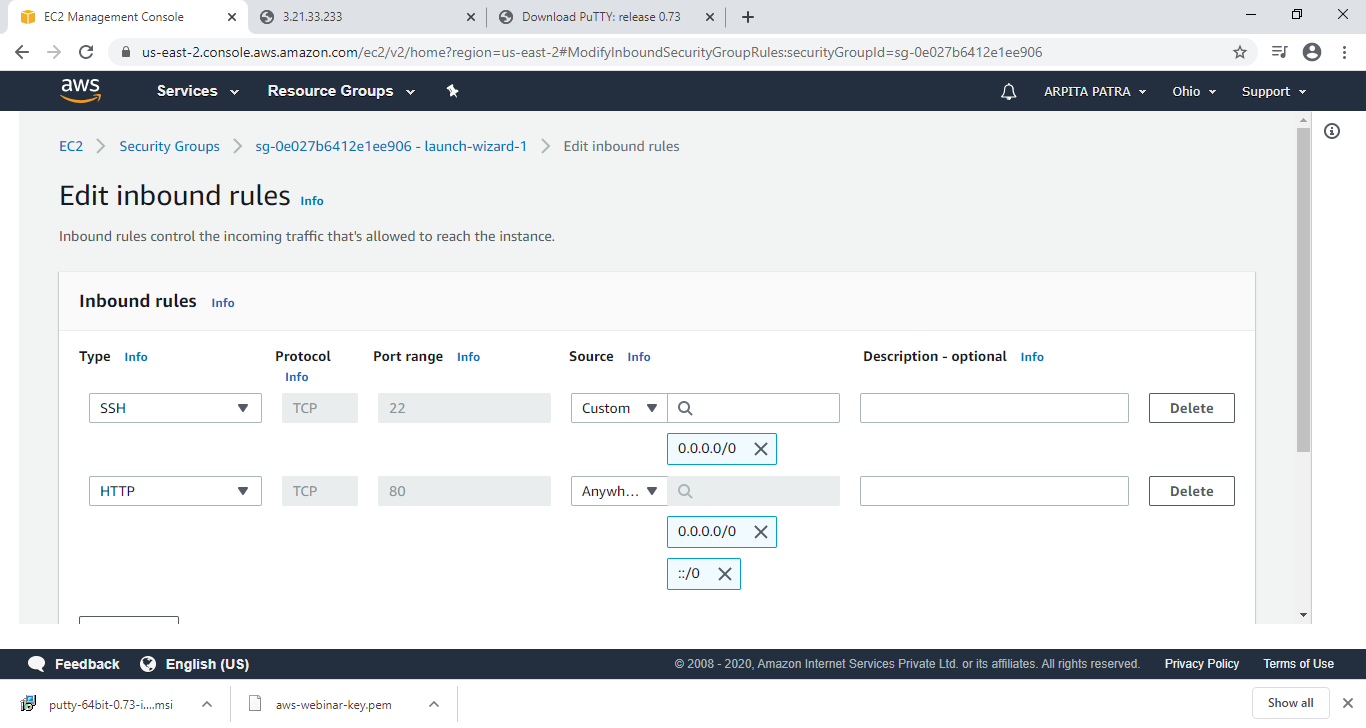 EC2 Management Console
3.21.33.233
Download PuTTY: release 0.73
us-east-2.console.aws.amazon.com/ec2/v2/home?region=us-east-2#ModifyInboundSecurityGroupRules:securityGroupId=sg-0e027b6412e1ee906
aws Services Resource Groups ARPITA PATRA Ohio Support
EC2 Security Groups sg-0e027b6412e1ee906 - launch-wizard-1 Edit inbound rules
Edit inbound rules Info
Inbound rules control the incoming traffic that's allowed to reach the instance.
Inbound rules Info
Type Info Protocol Info Port range Info Source Info Description - optional Info
SSH TCP 22 Custom Delete
0.0.0.0/0
HTTP TCP 80 Anywh... Delete
0.0.0.0/0
::/0
Feedback English (US) © 2008 - 2020, Amazon Internet Services Private Ltd. or its affiliates. All rights reserved. Privacy Policy Terms of Use
putty-64bit-0.73-i....msi aws-webinar-key.pem Show all